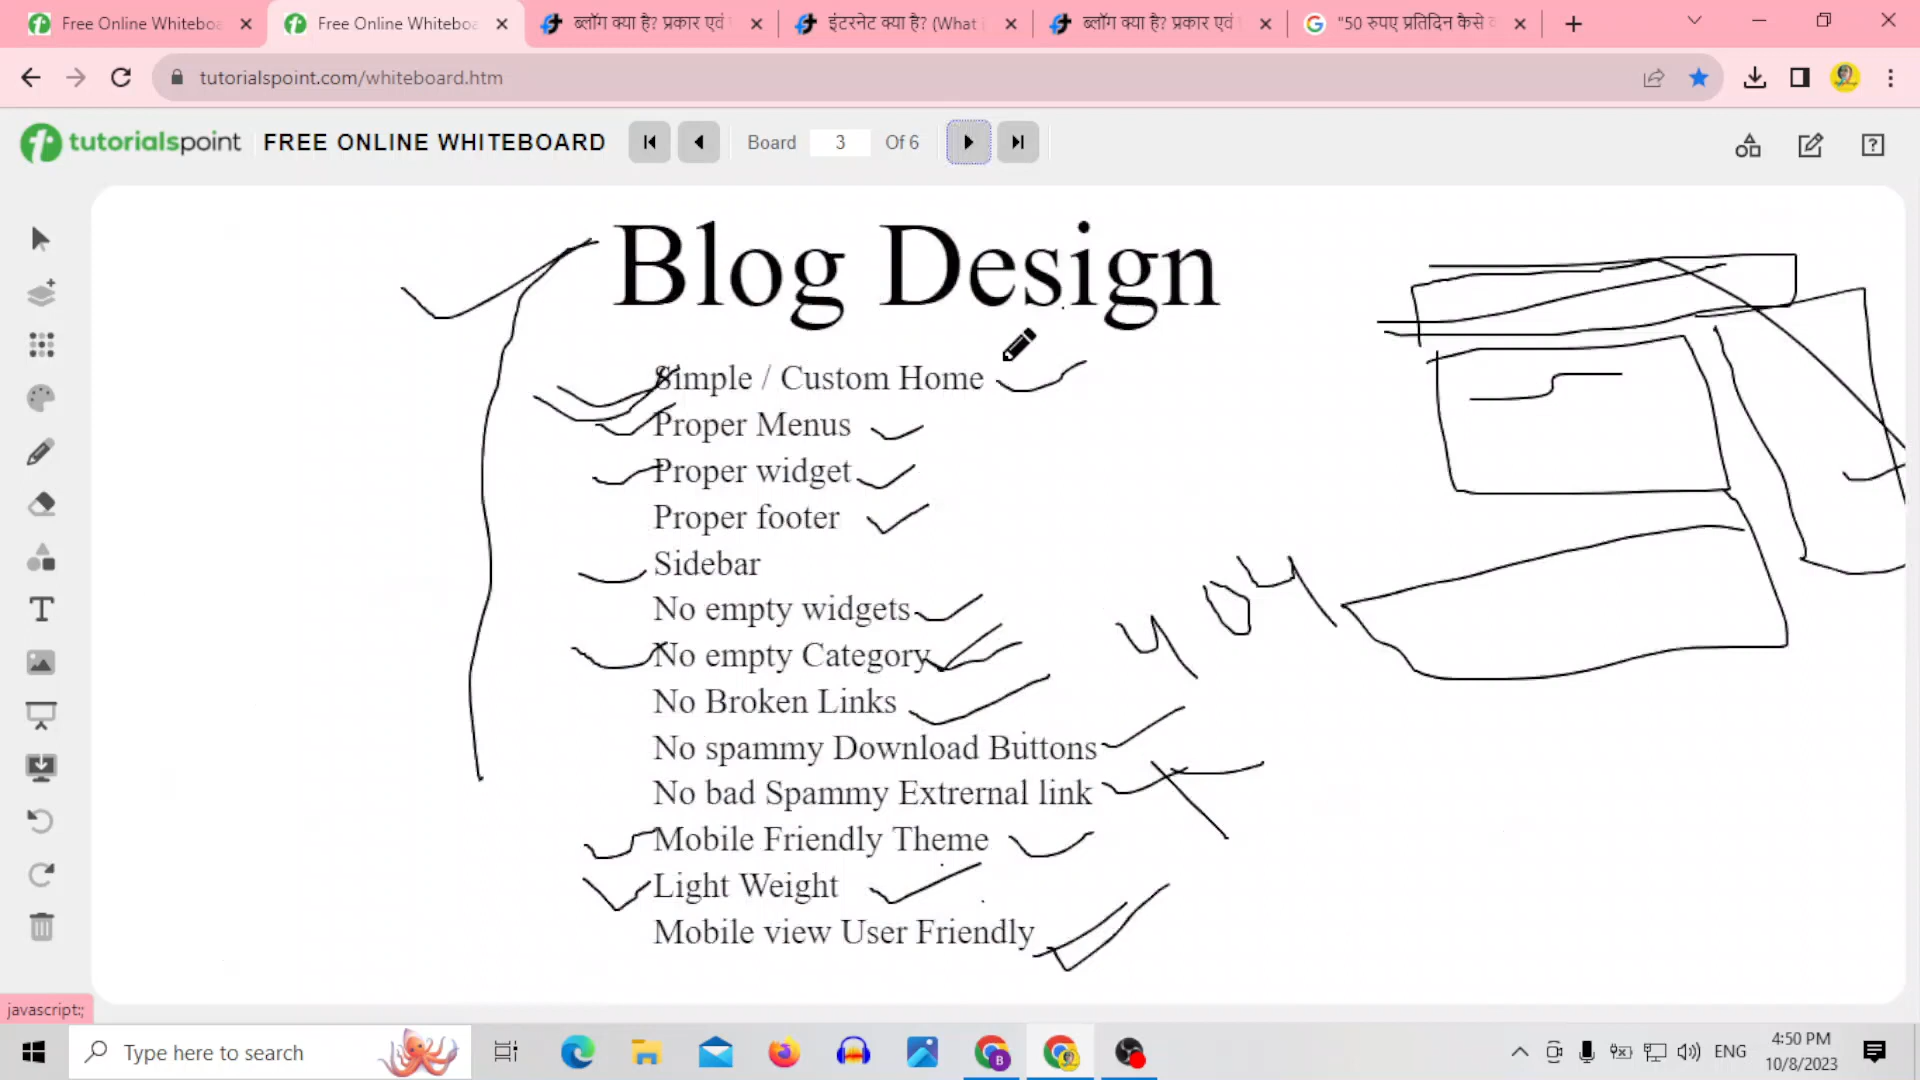 Free Online Whiteboa
Free Online Whiteboa
ब्लॉग क्या है? प्रकार एवं
इंटरनेट क्या है? (What i
ब्लॉग क्या है? प्रकार एवं
"50 रुपए प्रतिदिन कैसे
tutorialspoint.com/whiteboard.htm
tutorialspoint FREE ONLINE WHITEBOARD Board 3 Of 6
Blog Design
Simple / Custom Home
Proper Menus
Proper widget
Proper footer
Sidebar
No empty widgets
No empty Category
404
No Broken Links
No spammy Download Buttons
No bad Spammy Extrernal link
Mobile Friendly Theme
Light Weight
Mobile view User Friendly
javascript:;
Type here to search
ENG
4:50 PM
10/8/2023